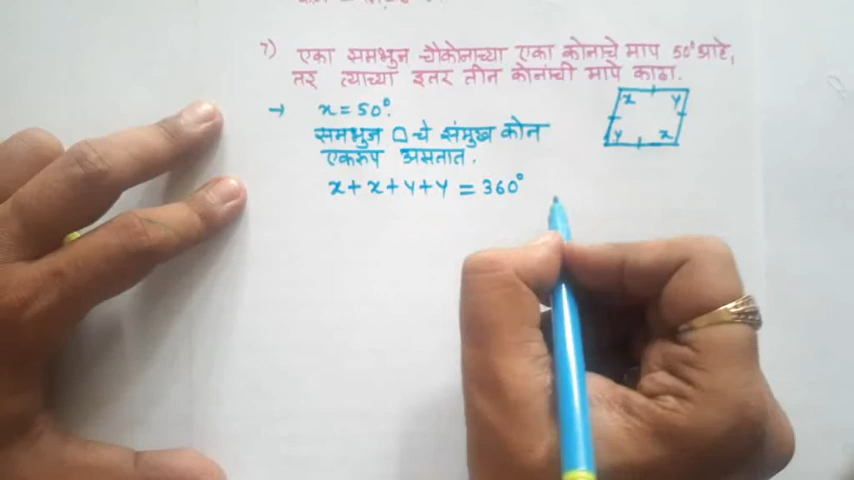 7) एका समभुज चौकोनाच्या एका कोनाचे माप 50° आहे,
तर त्याच्या इतर तीन कोनाची मापे काढा.
→ x = 50°.
समभुज □ चे संमुख कोन
एकरुप असतात.
x + x + y + y = 360°
x y
y x